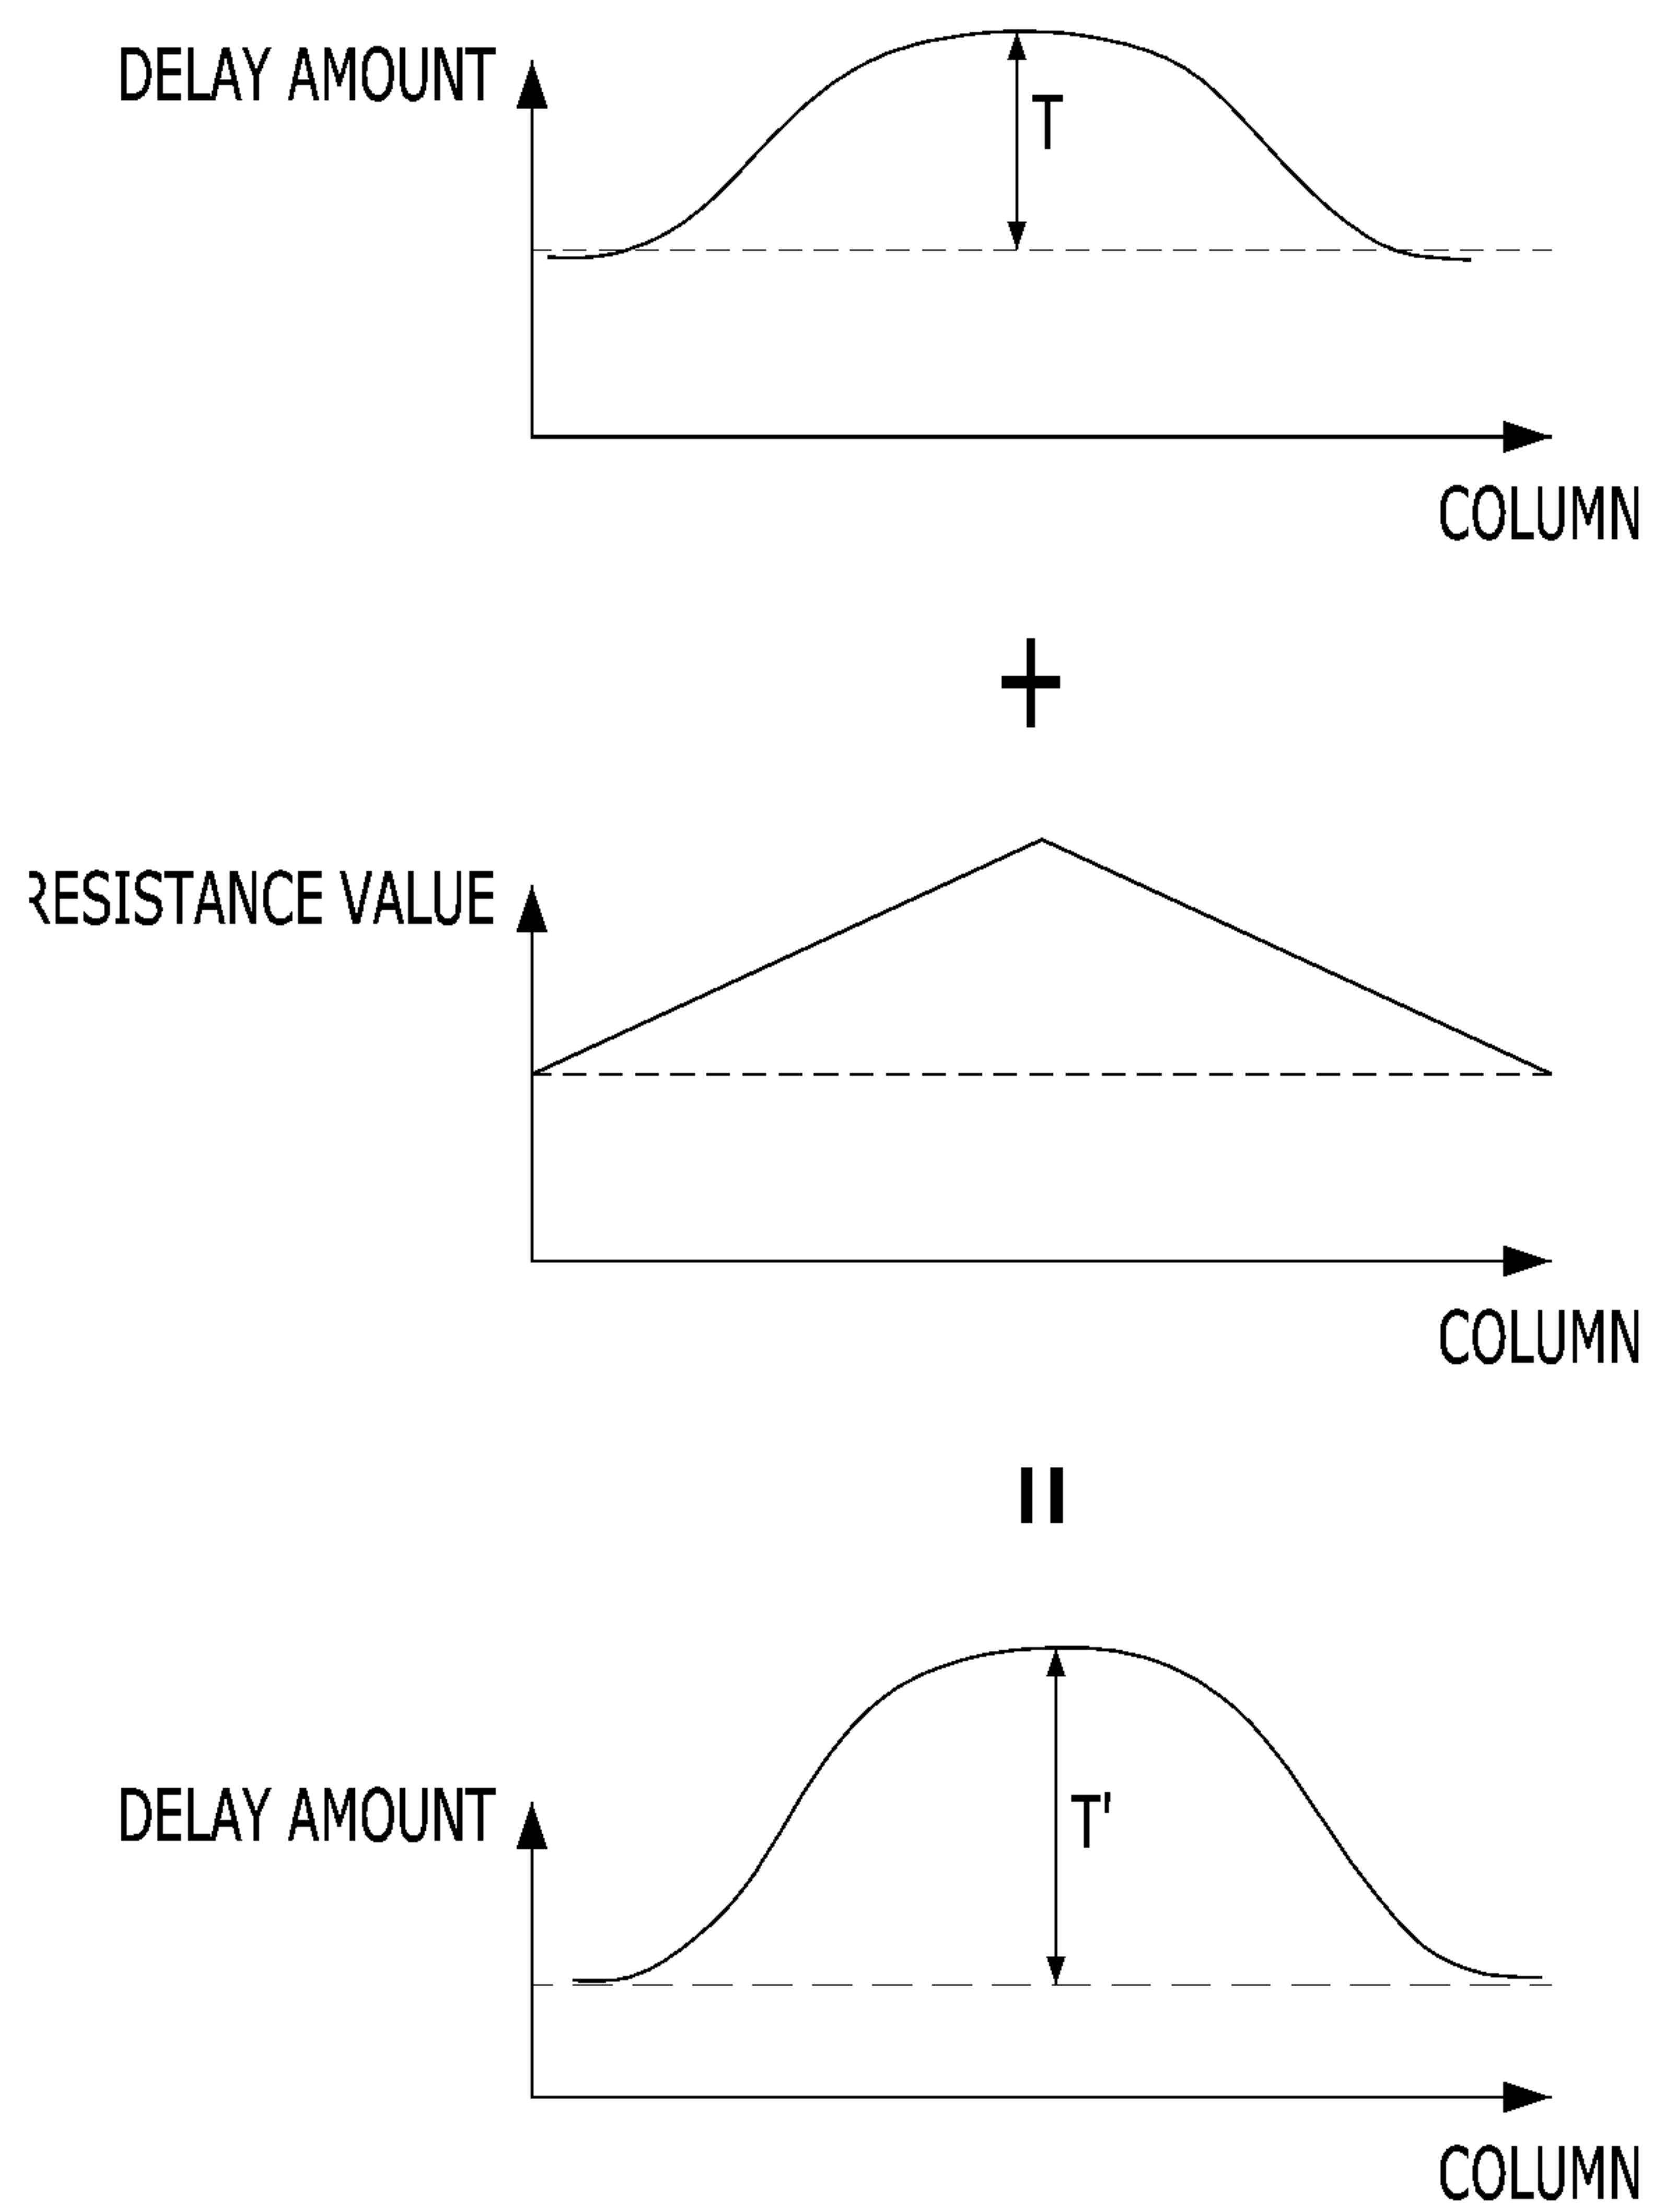 DELAY AMOUNT
T
COLUMN
+
RESISTANCE VALUE
COLUMN
=
DELAY AMOUNT
T'
COLUMN